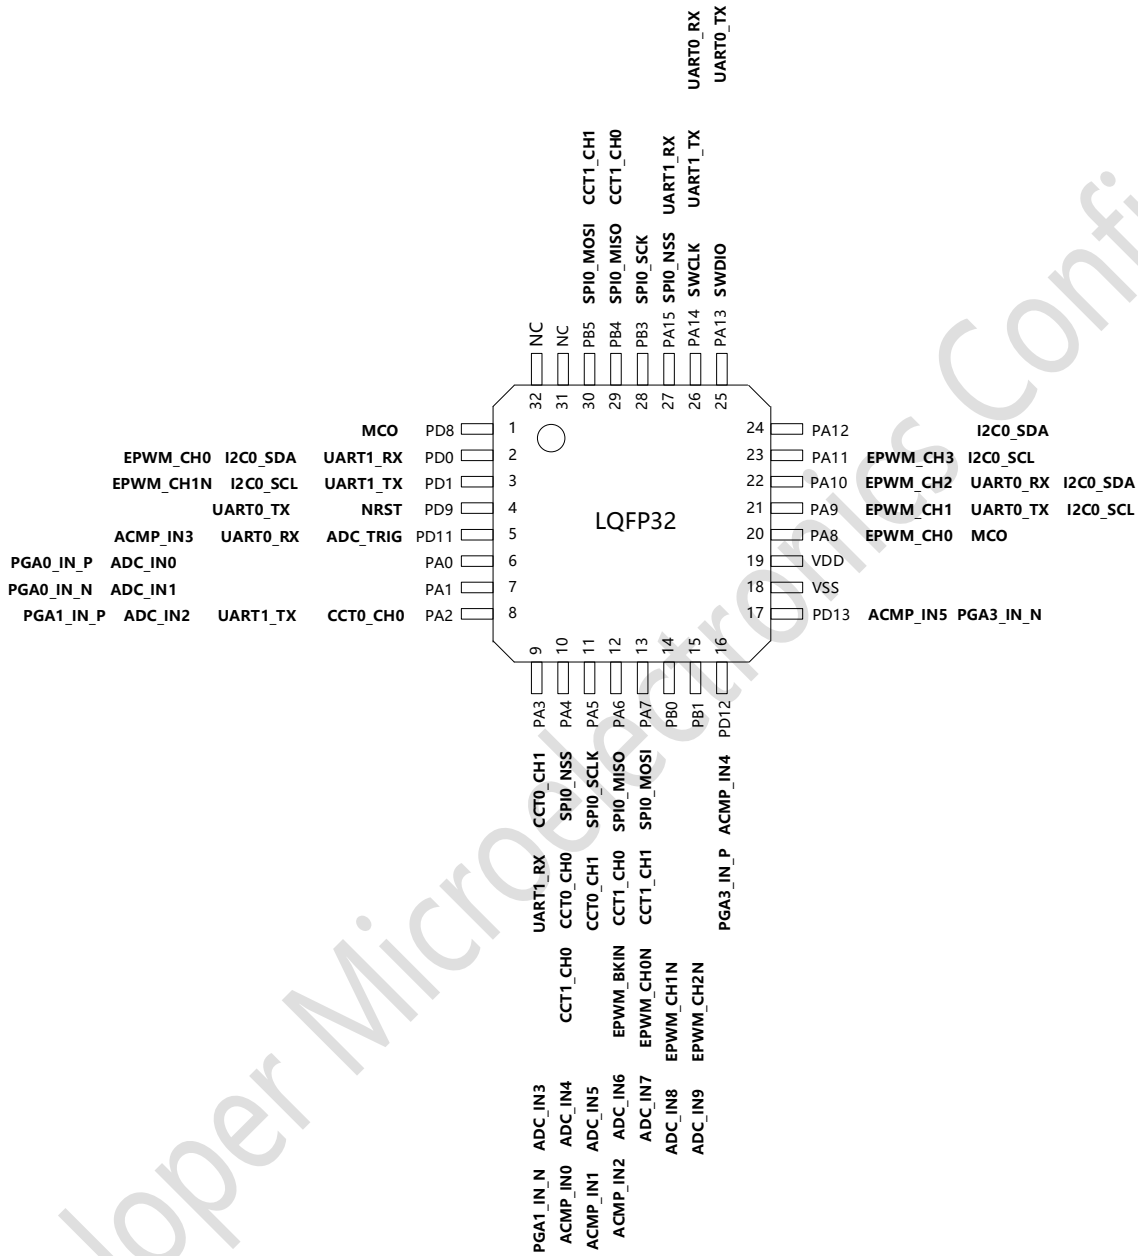 UART0_RX
UART0_TX
CCT1_CH1
CCT1_CH0
UART1_RX
UART1_TX
SPI0_MOSI
SPI0_MISO
SPI0_SCK
SPI0_NSS
SWCLK
SWDIO
NC
NC
PB5
PB4
PB3
PA15
PA14
PA13
32
31
30
29
28
27
26
25
MCO PD8 1
EPWM_CH0 I2C0_SDA UART1_RX PD0 2
EPWM_CH1N I2C0_SCL UART1_TX PD1 3
UART0_TX NRST PD9 4
ACMP_IN3 UART0_RX ADC_TRIG PD11 5
PGA0_IN_P ADC_IN0 PA0 6
PGA0_IN_N ADC_IN1 PA1 7
PGA1_IN_P ADC_IN2 UART1_TX CCT0_CH0 PA2 8
LQFP32
24 PA12 I2C0_SDA
23 PA11 EPWM_CH3 I2C0_SCL
22 PA10 EPWM_CH2 UART0_RX I2C0_SDA
21 PA9 EPWM_CH1 UART0_TX I2C0_SCL
20 PA8 EPWM_CH0 MCO
19 VDD
18 VSS
17 PD13 ACMP_IN5 PGA3_IN_N
9 PA3 CCT0_CH1 UART1_RX ADC_IN3 PGA1_IN_N
10 PA4 SPI0_NSS CCT0_CH0 CCT1_CH0 ADC_IN4 ACMP_IN0
11 PA5 SPI0_SCLK CCT0_CH1 ADC_IN5 ACMP_IN1
12 PA6 SPI0_MISO CCT1_CH0 EPWM_BKIN ADC_IN6 ACMP_IN2
13 PA7 SPI0_MOSI CCT1_CH1 EPWM_CH0N ADC_IN7
14 PB0 EPWM_CH1N ADC_IN8
15 PB1 EPWM_CH2N ADC_IN9
16 PD12 ACMP_IN4 PGA3_IN_P
Microelectronics